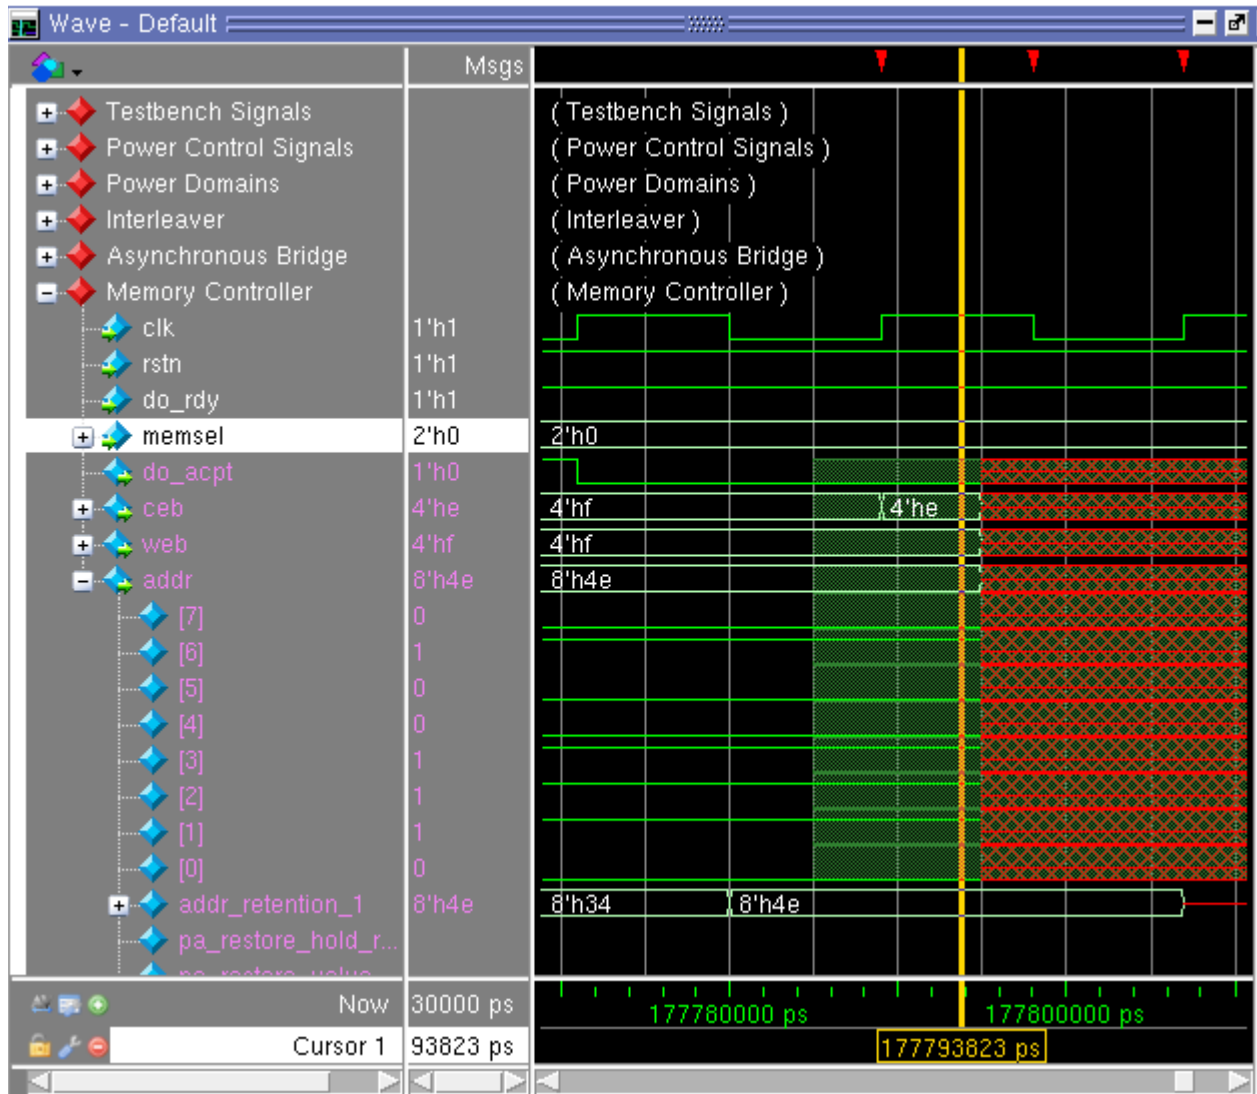 Wave - Default
Msgs
Testbench Signals ( Testbench Signals )
Power Control Signals ( Power Control Signals )
Power Domains ( Power Domains )
Interleaver ( Interleaver )
Asynchronous Bridge ( Asynchronous Bridge )
Memory Controller ( Memory Controller )
clk 1'h1
rstn 1'h1
do_rdy 1'h1
memsel 2'h0 2'h0
do_acpt 1'h0
ceb 4'he 4'hf 4'he
web 4'hf 4'hf
addr 8'h4e 8'h4e
[7] 0
[6] 1
[5] 0
[4] 0
[3] 1
[2] 1
[1] 1
[0] 0
addr_retention_1 8'h4e 8'h34 8'h4e
pa_restore_hold_r...
Now 30000 ps 177780000 ps 177800000 ps
Cursor 1 93823 ps 177793823 ps